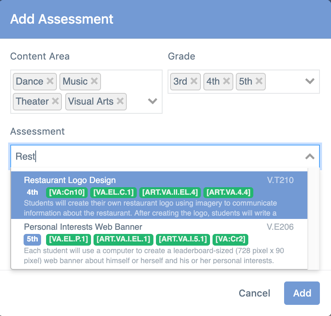 Add Assessment
Content Area
Grade
Dance × Music ×
3rd × 4th × 5th ×
Theater × Visual Arts ×
Assessment
Rest
Restaurant Logo Design V.T210
4th [VA:Cn10] [VA.EL.C.1] [ART.VA.II.EL.4] [ART.VA.4.4]
Students will create their own restaurant logo using imagery to communicate
information about the restaurant. After creating the logo, students will write a
Personal Interests Web Banner V.E206
5th [VA.EL.P.1] [ART.VA.I.EL.1] [ART.VA.I.5.1] [VA:Cr2]
Each student will use a computer to create a leaderboard-sized (728 pixel x 90
pixel) web banner about himself or herself and his or her personal interests.
Cancel Add